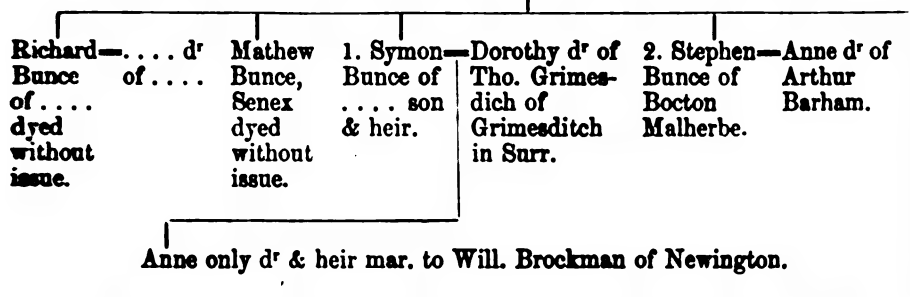 Richard=.... dʳ
Bunce of ....
of ....
dyed
without
issue.
Mathew
Bunce,
Senex
dyed
without
issue.
1. Symon=Dorothy dʳ of
Bunce of Tho. Grimes-
.... son dich of
& heir. Grimesditch
in Surr.
2. Stephen=Anne dʳ of
Bunce of Arthur
Bocton Barham.
Malherbe.
Anne only dʳ & heir mar. to Will. Brockman of Newington.